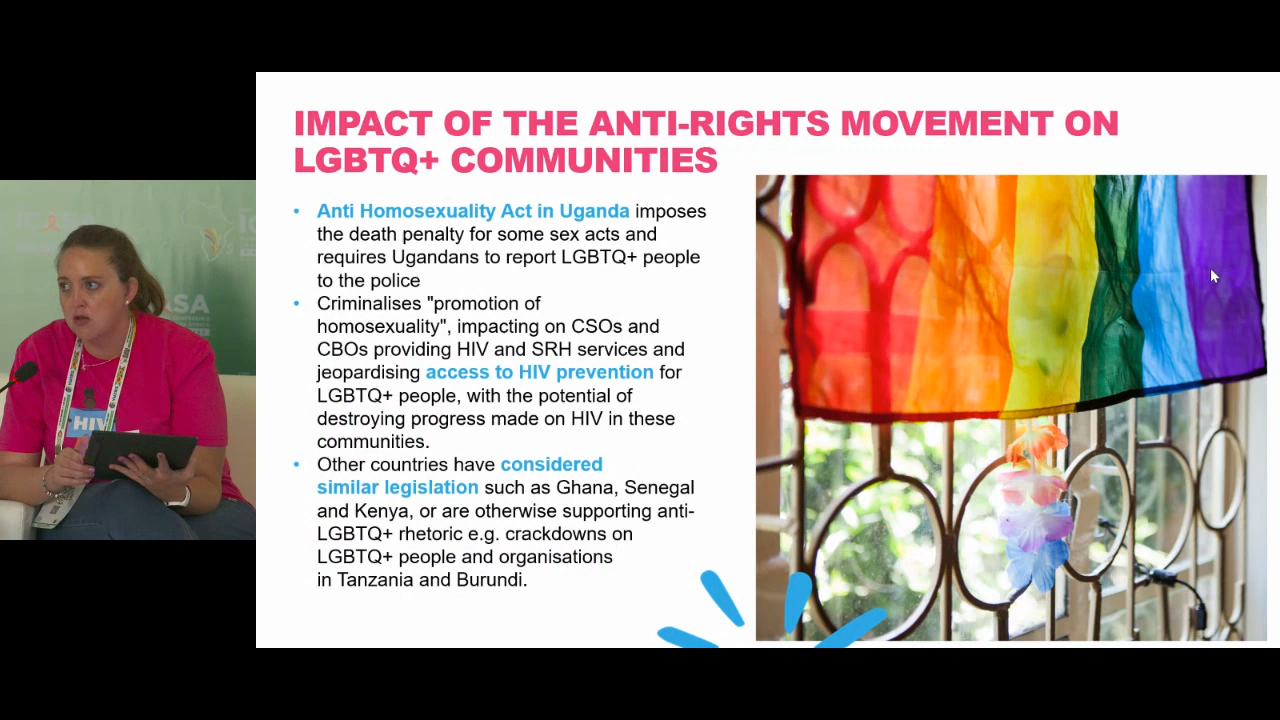 IMPACT OF THE ANTI-RIGHTS MOVEMENT ON
LGBTQ+ COMMUNITIES
• Anti Homosexuality Act in Uganda imposes
the death penalty for some sex acts and
requires Ugandans to report LGBTQ+ people
to the police
• Criminalises "promotion of
homosexuality", impacting on CSOs and
CBOs providing HIV and SRH services and
jeopardising access to HIV prevention for
LGBTQ+ people, with the potential of
destroying progress made on HIV in these
communities.
• Other countries have considered
similar legislation such as Ghana, Senegal
and Kenya, or are otherwise supporting anti-
LGBTQ+ rhetoric e.g. crackdowns on
LGBTQ+ people and organisations
in Tanzania and Burundi.
HIV